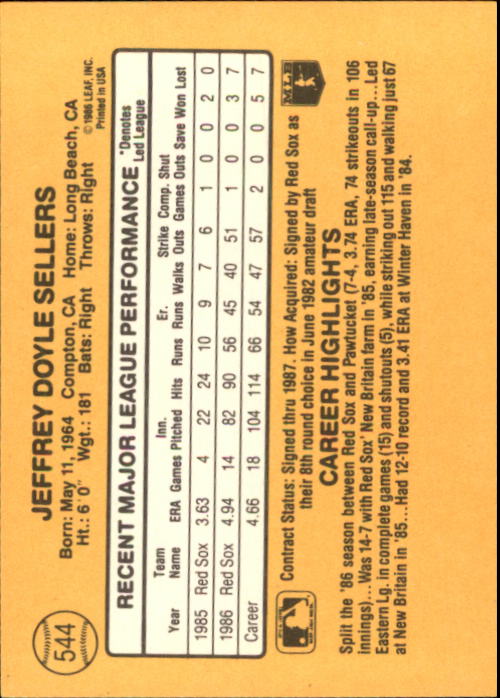 544
JEFFREY DOYLE SELLERS
Born: May 11, 1964 Compton, CA Home: Long Beach, CA
Ht.: 6'0" Wgt.: 181 Bats: Right Throws: Right
© 1986 LEAF, INC.
Printed in USA
RECENT MAJOR LEAGUE PERFORMANCE *Denotes Led League
Year Team Name ERA Games Inn. Pitched Hits Runs Er. Runs Walks Strike Outs Comp. Games Shut Outs Save Won Lost
1985 Red Sox 3.63 4 22 24 10 9 7 6 1 0 0 2 0
1986 Red Sox 4.94 14 82 90 56 45 40 51 1 0 0 3 7
Career 4.66 18 104 114 66 54 47 57 2 0 0 5 7
Contract Status: Signed thru 1987. How Acquired: Signed by Red Sox as
their 8th round choice in June 1982 amateur draft
MLB
CAREER HIGHLIGHTS
Split the '86 season between Red Sox and Pawtucket (7-4, 3.74 ERA, 74 strikeouts in 106
innings)...Was 14-7 with Red Sox' New Britain farm in '85, earning late-season call-up...Led
Eastern Lg. in complete games (15) and shutouts (5), while striking out 115 and walking just 67
at New Britain in '85...Had 12-10 record and 3.41 ERA at Winter Haven in '84.